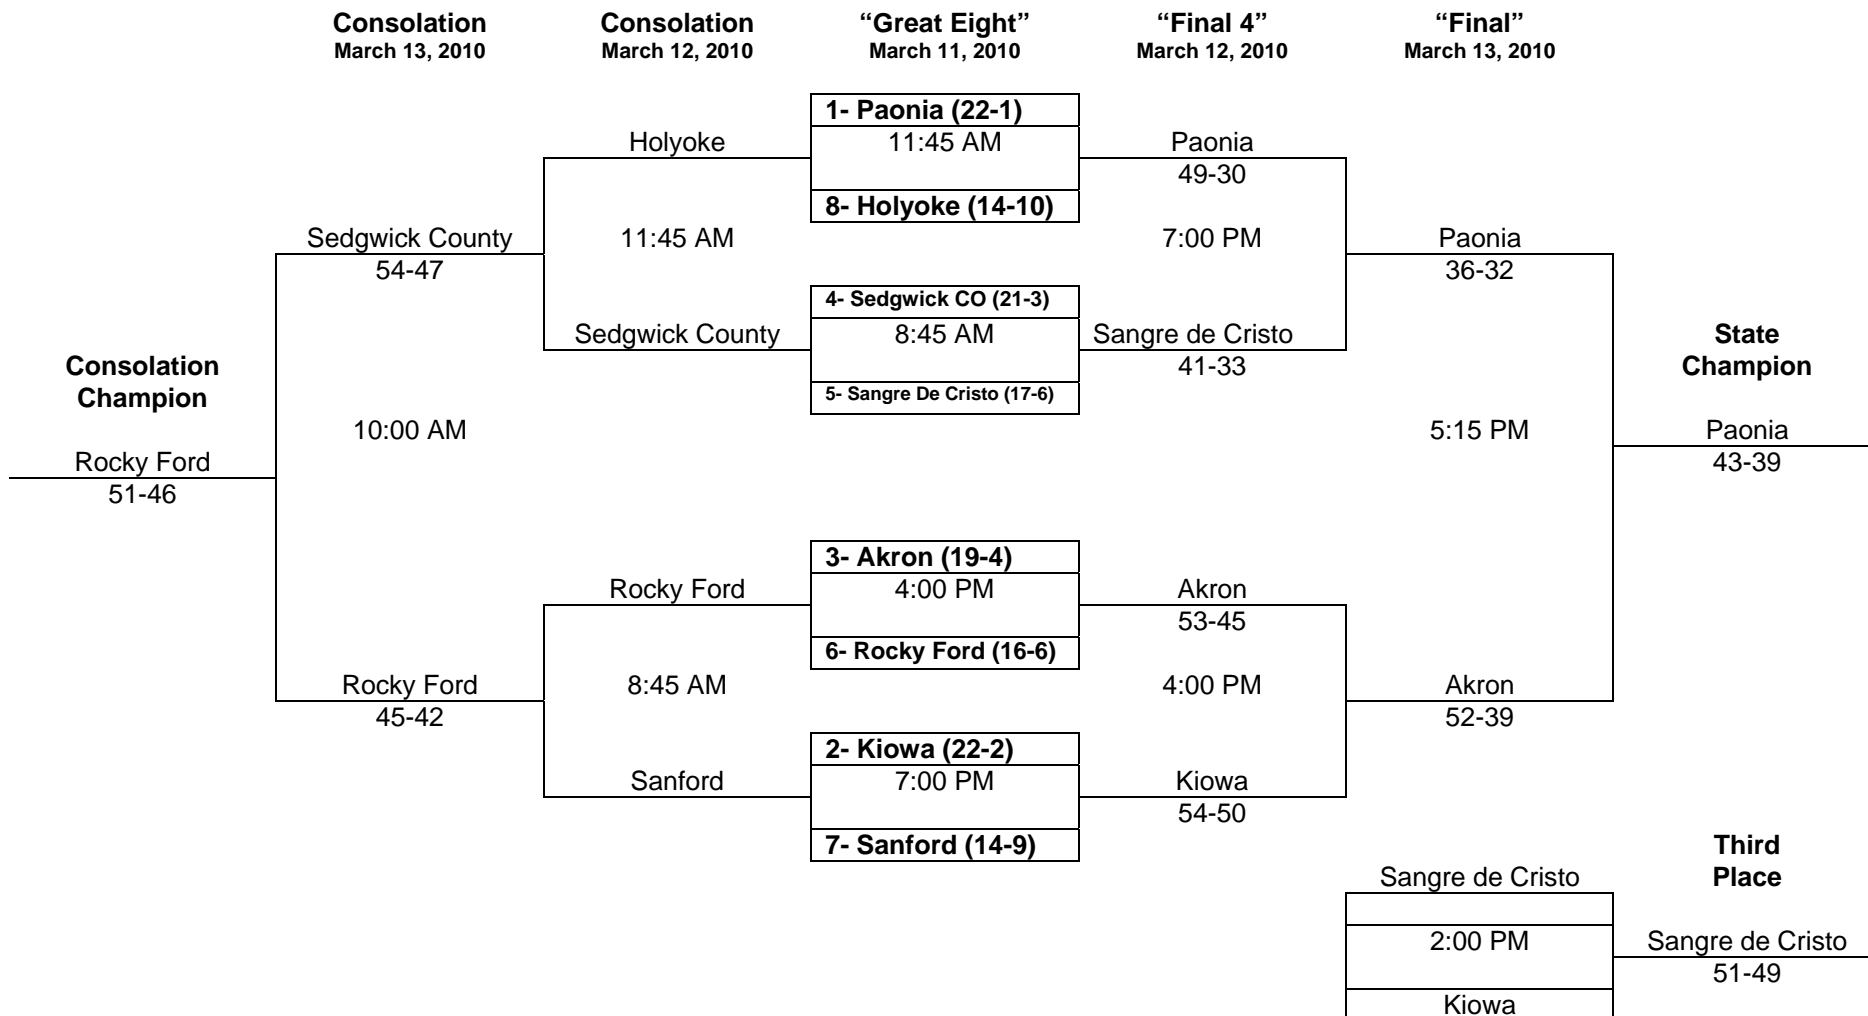 Consolation
March 13, 2010
Consolation
March 12, 2010
“Great Eight”
March 11, 2010
“Final 4”
March 12, 2010
“Final”
March 13, 2010
1- Paonia (22-1)
Holyoke
11:45 AM
Paonia
49-30
8- Holyoke (14-10)
Sedgwick County
54-47
11:45 AM
7:00 PM
Paonia
36-32
4- Sedgwick CO (21-3)
Sedgwick County
8:45 AM
Sangre de Cristo
41-33
State
Champion
Consolation
Champion
5- Sangre De Cristo (17-6)
10:00 AM
5:15 PM
Paonia
43-39
Rocky Ford
51-46
3- Akron (19-4)
Rocky Ford
4:00 PM
Akron
53-45
6- Rocky Ford (16-6)
Rocky Ford
45-42
8:45 AM
4:00 PM
Akron
52-39
2- Kiowa (22-2)
Sanford
7:00 PM
Kiowa
54-50
7- Sanford (14-9)
Third
Place
Sangre de Cristo
2:00 PM
Sangre de Cristo
51-49
Kiowa